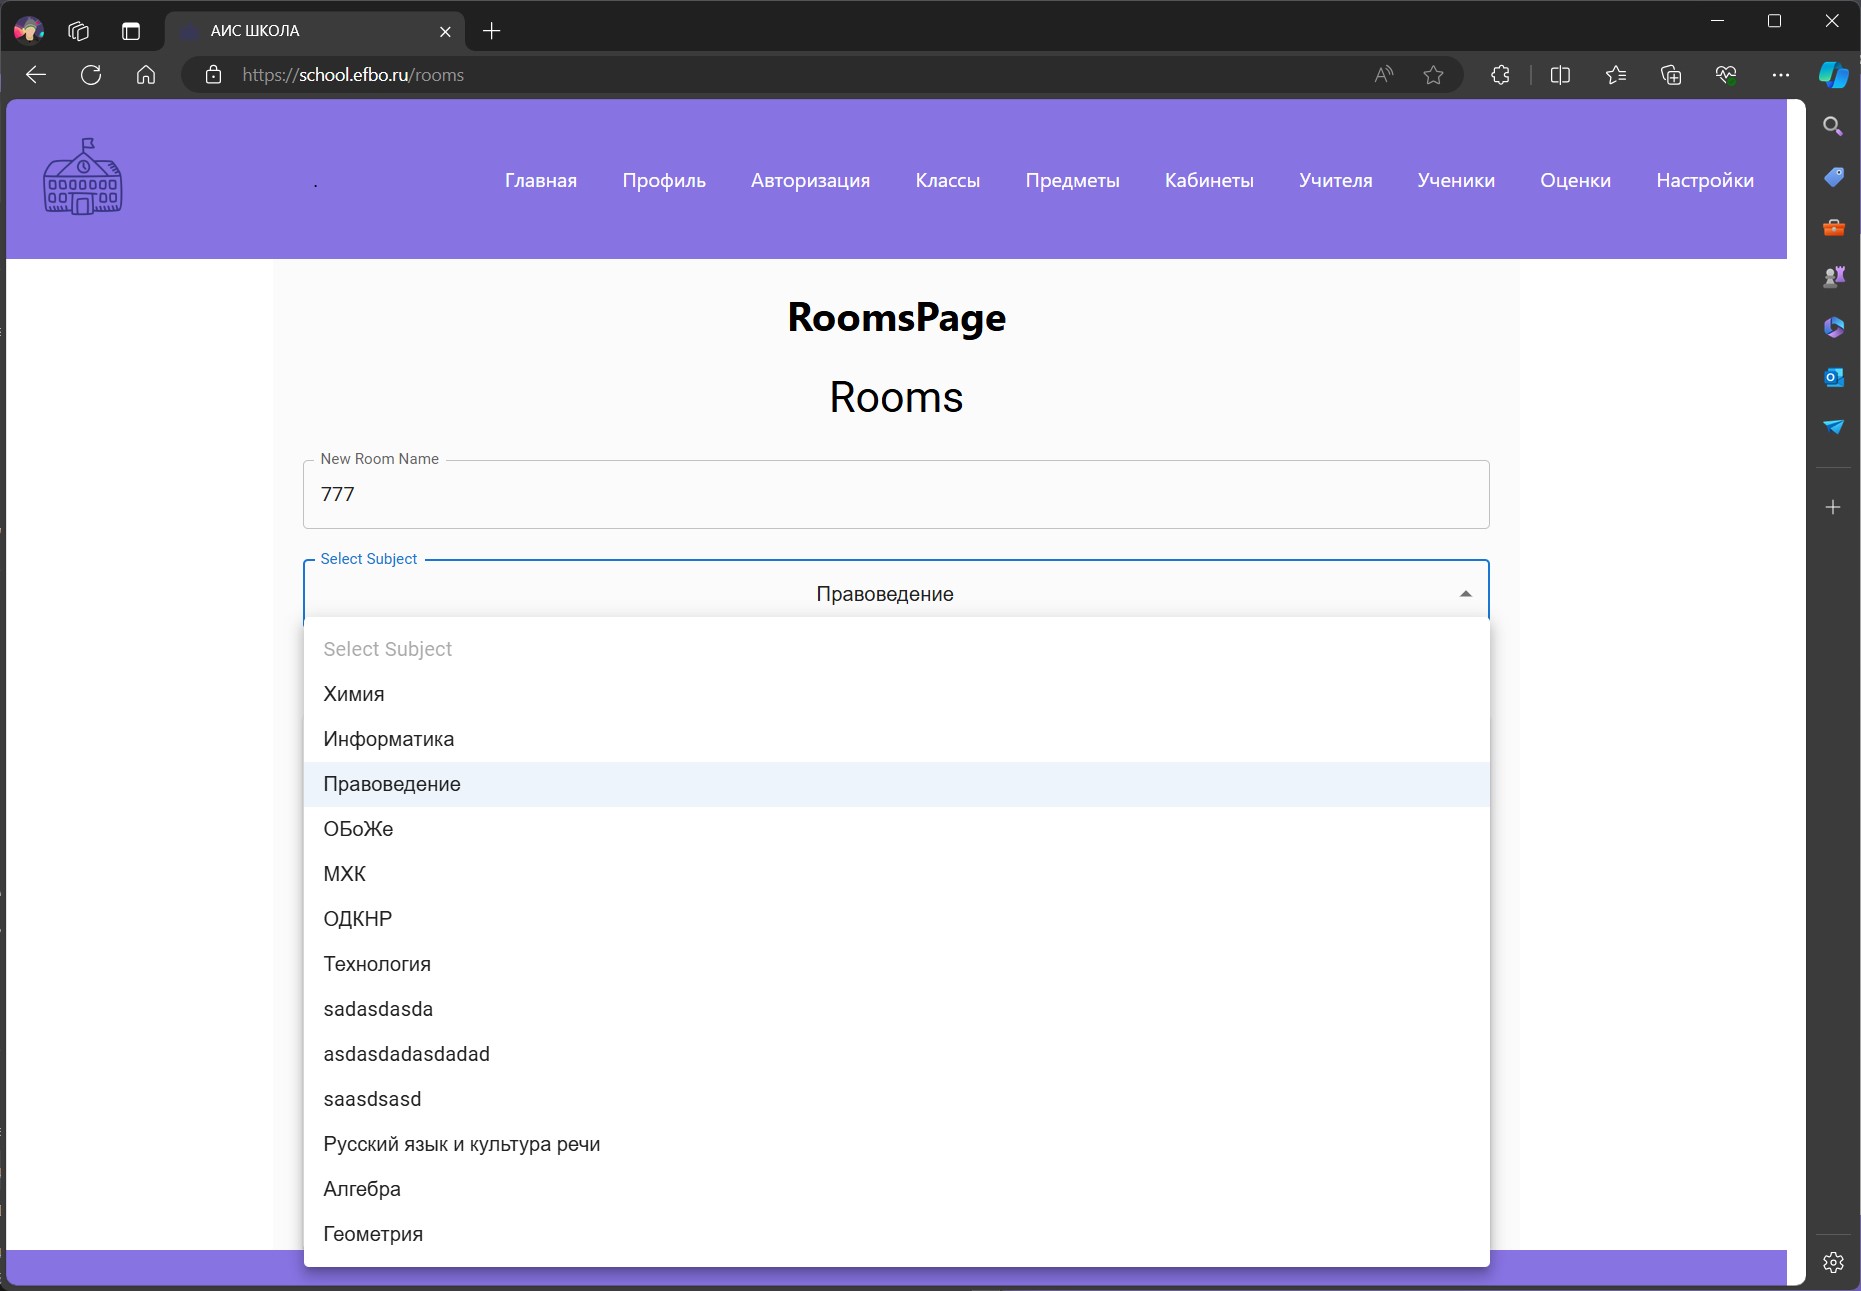 АИС ШКОЛА
https://school.efbo.ru/rooms
Главная Профиль Авторизация Классы Предметы Кабинеты Учителя Ученики Оценки Настройки
RoomsPage
Rooms
New Room Name
777
Select Subject
Правоведение
Select Subject
Химия
Информатика
Правоведение
ОБоЖе
МХК
ОДКНР
Технология
sadasdasda
asdasdadasdadad
saasdsasd
Русский язык и культура речи
Алгебра
Геометрия